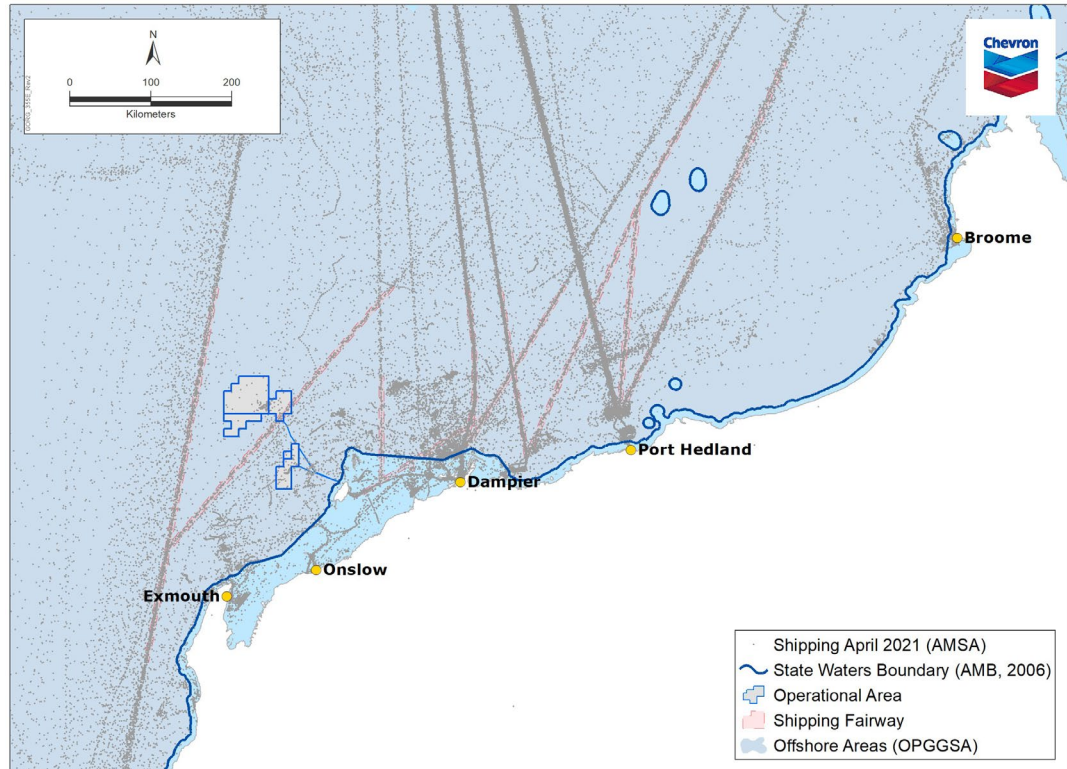 N
0 100 200
Kilometers
Chevron
Broome
Port Hedland
Dampier
Onslow
Exmouth
Shipping April 2021 (AMSA)
State Waters Boundary (AMB, 2006)
Operational Area
Shipping Fairway
Offshore Areas (OPGGSA)